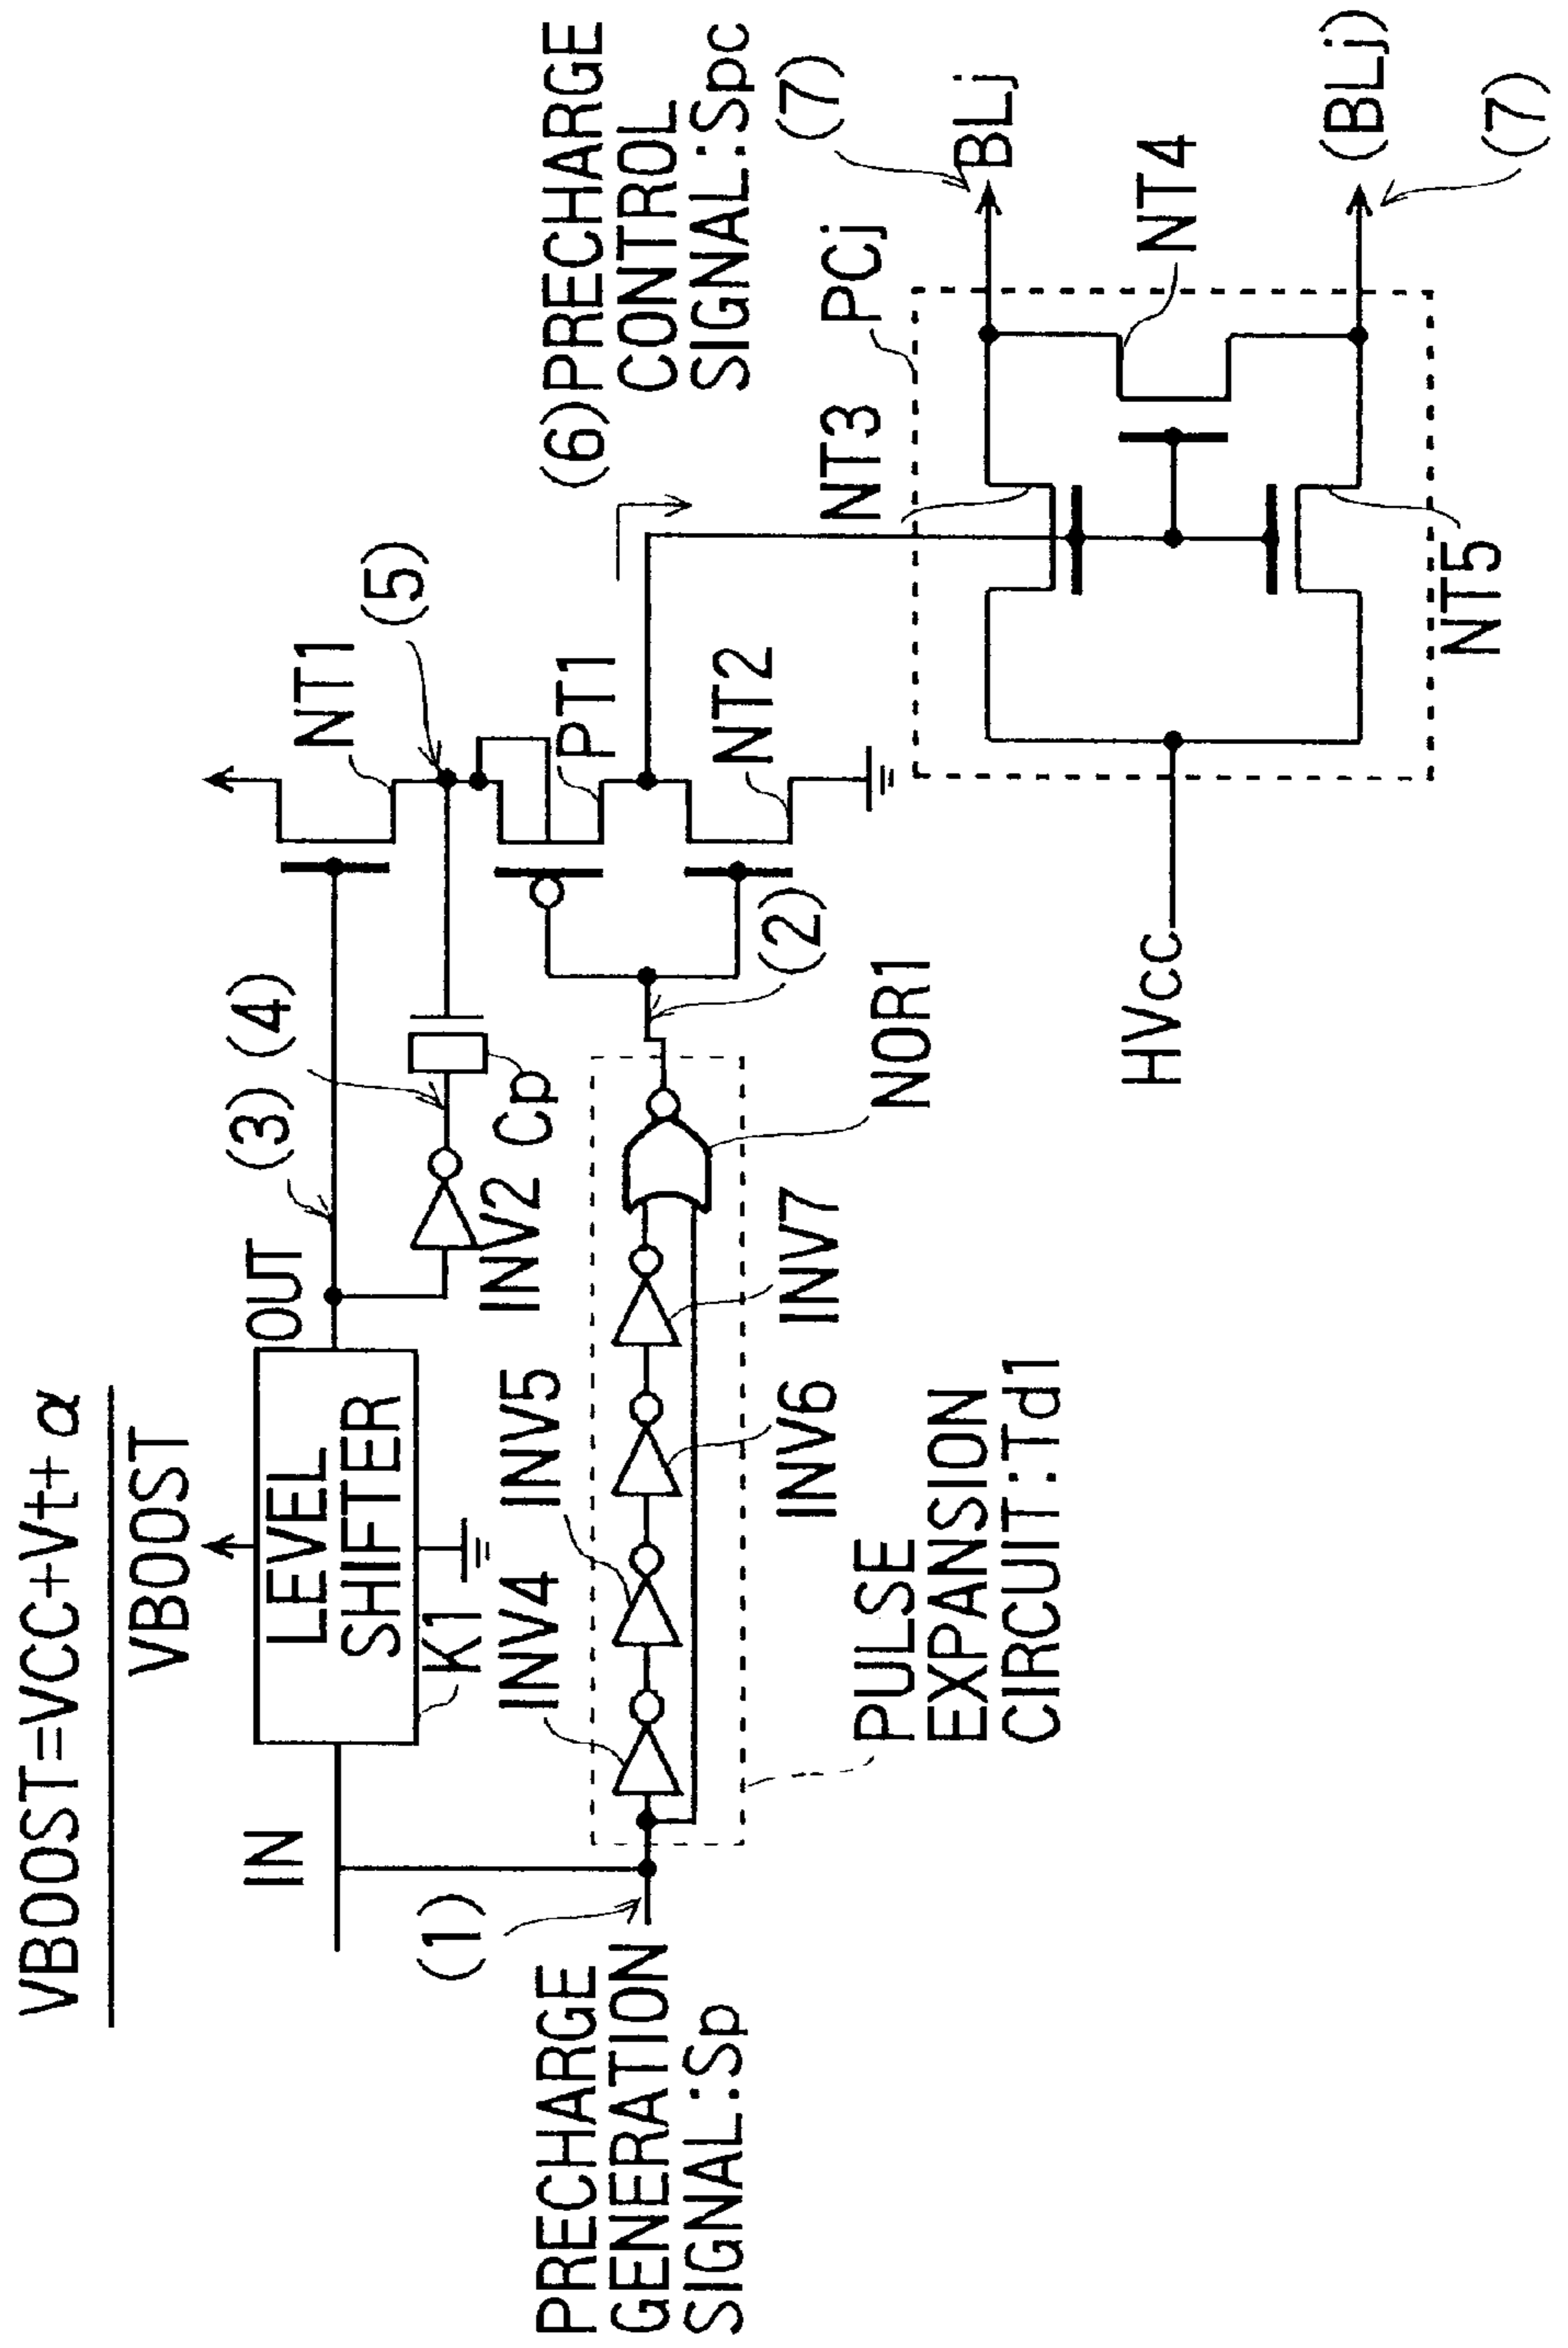 VBOOST=VCC+Vt+α
VBOOST
IN
LEVEL
SHIFTER
K1
OUT
(3)
(4)
NT1
(5)
INV2
Cp
PT1
NT2
(6)PRECHARGE
CONTROL
SIGNAL:Spc
(1)
PRECHARGE
GENERATION
SIGNAL:Sp
INV4
INV5
INV6
INV7
NOR1
(2)
PULSE
EXPANSION
CIRCUIT:Td1
HVcc
NT3
PCj
NT4
NT5
(7)
BLj
(BLj)
(7)